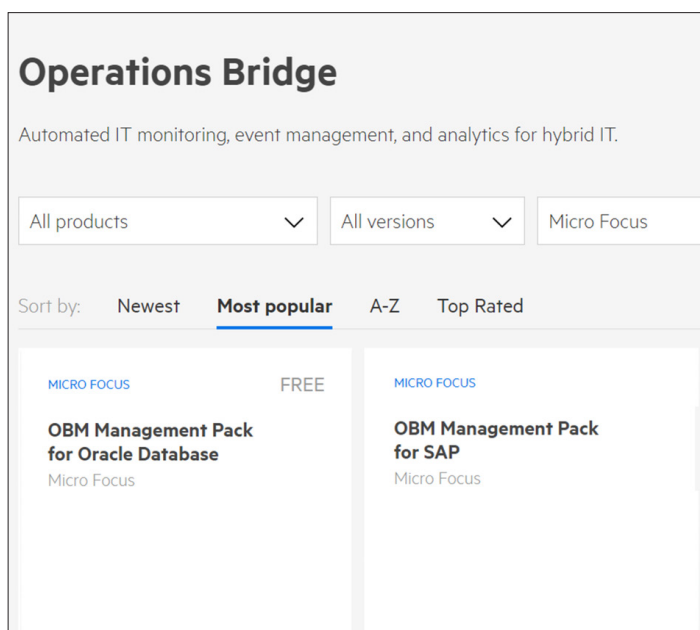 Operations Bridge
Automated IT monitoring, event management, and analytics for hybrid IT.
All products
All versions
Micro Focus
Sort by: Newest Most popular A-Z Top Rated
MICRO FOCUS FREE
OBM Management Pack
for Oracle Database
Micro Focus
MICRO FOCUS
OBM Management Pack
for SAP
Micro Focus